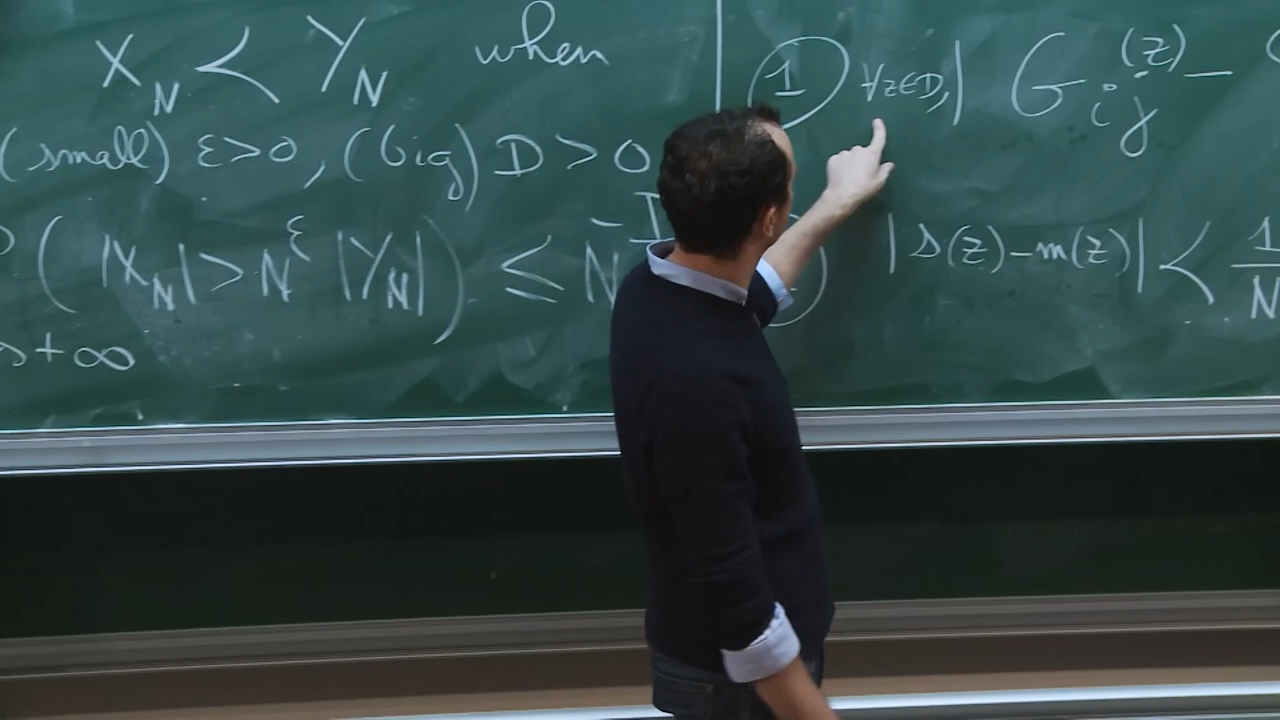 X_N ≺ Y_N when
(small) ε>0, (big) D > 0
(|X_N| > N^ε |Y_N|) ≤ N^-
s+∞
① ∀z∈D, | G_ij(z) -
|s(z)-m(z)| ≺ 1/N